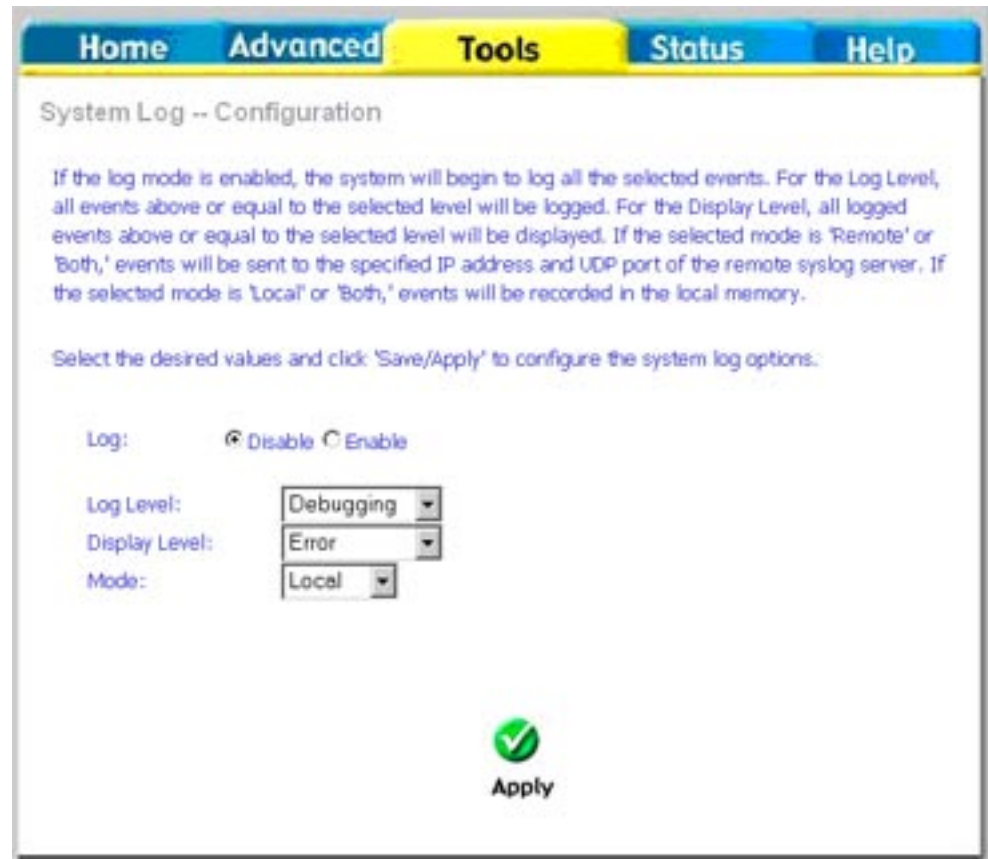 Home Advanced Tools Status Help
System Log -- Configuration
If the log mode is enabled, the system will begin to log all the selected events. For the Log Level,
all events above or equal to the selected level will be logged. For the Display Level, all logged
events above or equal to the selected level will be displayed. If the selected mode is 'Remote' or
'Both,' events will be sent to the specified IP address and UDP port of the remote syslog server. If
the selected mode is 'Local' or 'Both,' events will be recorded in the local memory.
Select the desired values and click 'Save/Apply' to configure the system log options.
Log: Disable Enable
Log Level: Debugging
Display Level: Error
Mode: Local
Apply